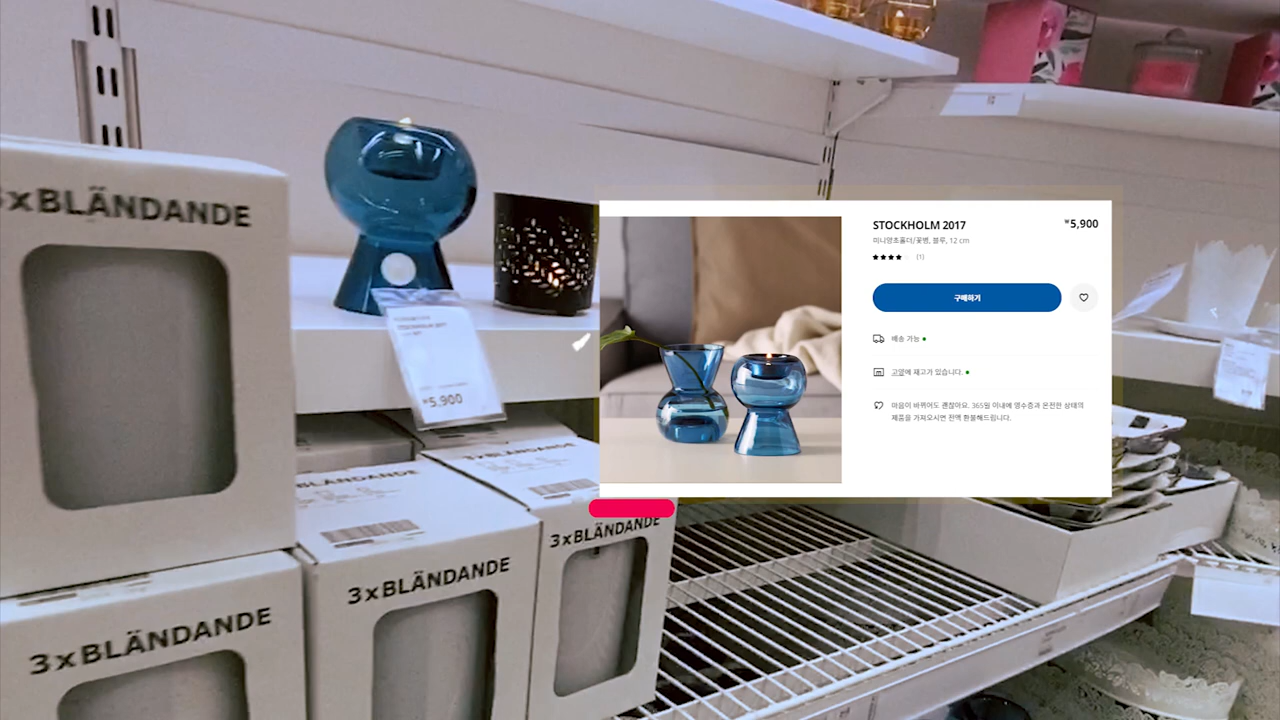 3xBLÄNDANDE
STOCKHOLM 2017
₩5,900
미니양초홀더/꽃병, 블루, 12 cm
(1)
구매하기
배송 가능
고양에 재고가 있습니다.
마음이 바뀌어도 괜찮아요. 365일 이내에 영수증과 온전한 상태의
제품을 가져오시면 전액 환불해드립니다.
STOCKHOLM 2017
₩5,900
BLÄNDANDE
3xBLÄNDANDE
3xBLÄNDANDE
3xBLÄNDANDE
3xBLÄNDANDE